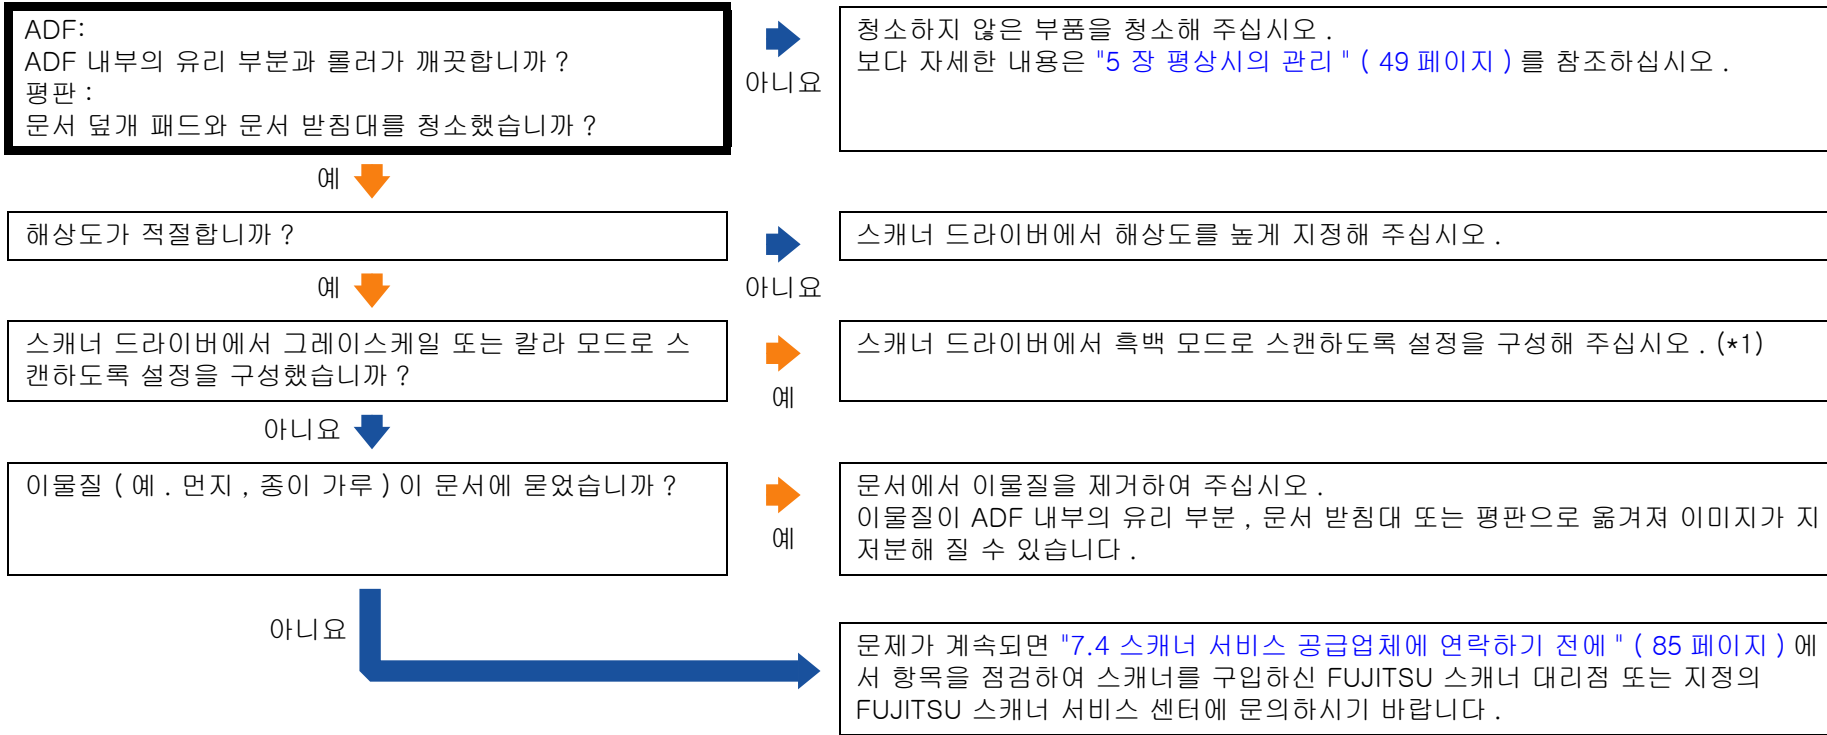 ADF:
ADF 내부의 유리 부분과 롤러가 깨끗합니까 ?
평판 :
문서 덮개 패드와 문서 받침대를 청소했습니까 ?
아니요
청소하지 않은 부품을 청소해 주십시오 .
보다 자세한 내용은 "5 장 평상시의 관리 " ( 49 페이지 ) 를 참조하십시오 .
예
해상도가 적절합니까 ?
아니요
스캐너 드라이버에서 해상도를 높게 지정해 주십시오 .
예
스캐너 드라이버에서 그레이스케일 또는 칼라 모드로 스
캔하도록 설정을 구성했습니까 ?
예
스캐너 드라이버에서 흑백 모드로 스캔하도록 설정을 구성해 주십시오 . (*1)
아니요
이물질 ( 예 . 먼지 , 종이 가루 ) 이 문서에 묻었습니까 ?
예
문서에서 이물질을 제거하여 주십시오 .
이물질이 ADF 내부의 유리 부분 , 문서 받침대 또는 평판으로 옮겨져 이미지가 지
저분해 질 수 있습니다 .
아니요
문제가 계속되면 "7.4 스캐너 서비스 공급업체에 연락하기 전에 " ( 85 페이지 ) 에
서 항목을 점검하여 스캐너를 구입하신 FUJITSU 스캐너 대리점 또는 지정의
FUJITSU 스캐너 서비스 센터에 문의하시기 바랍니다 .